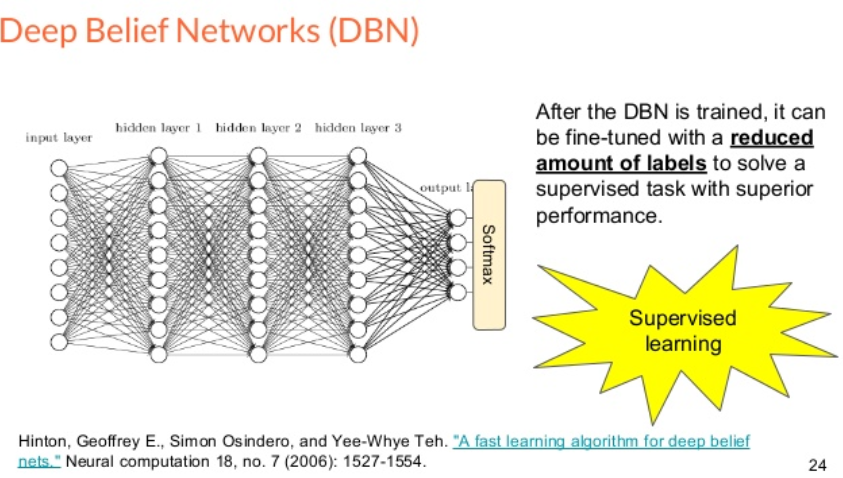 Deep Belief Networks (DBN)
input layer
hidden layer 1 hidden layer 2 hidden layer 3
output l
Softmax
After the DBN is trained, it can
be fine-tuned with a reduced
amount of labels to solve a
supervised task with superior
performance.
Supervised
learning
Hinton, Geoffrey E., Simon Osindero, and Yee-Whye Teh. "A fast learning algorithm for deep belief
nets." Neural computation 18, no. 7 (2006): 1527-1554.
24